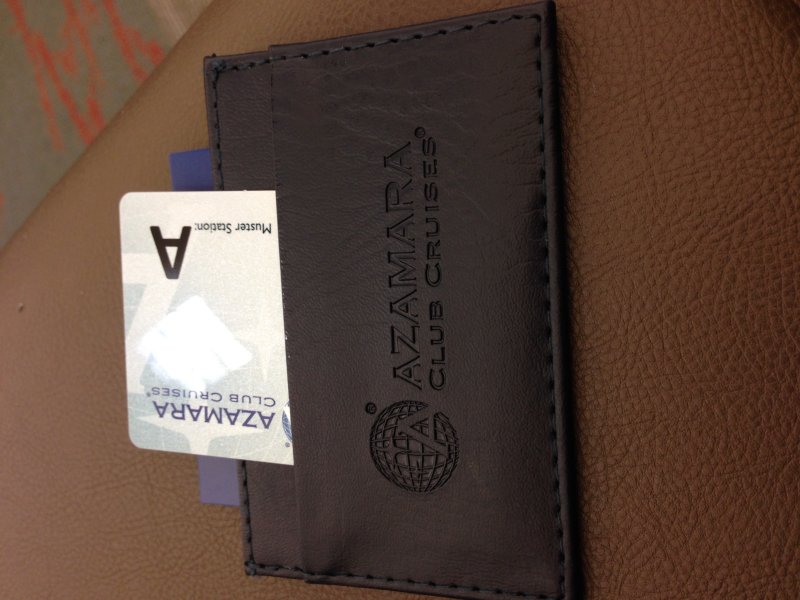 AZAMARA®
CLUB CRUISES®
Muster Station:
A
AZAMARA
CLUB CRUISES®